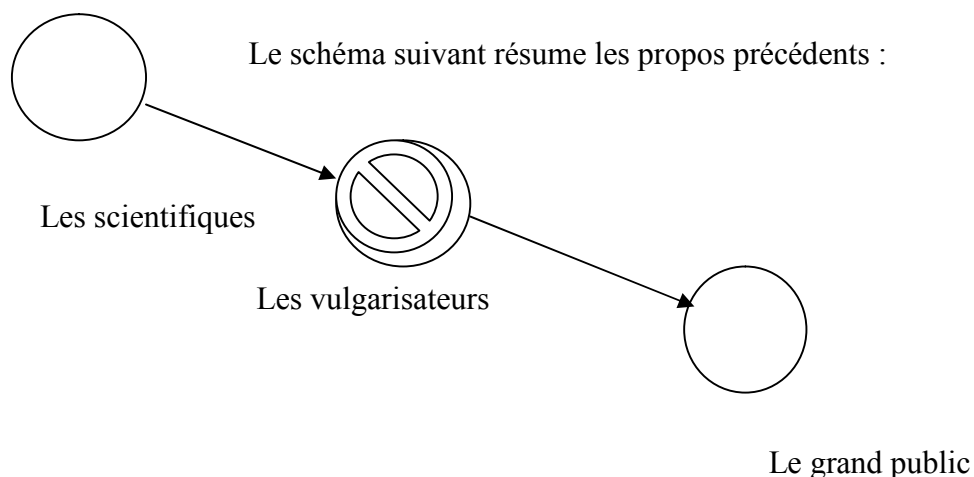 Le schéma suivant résume les propos précédents :
Les scientifiques
Les vulgarisateurs
Le grand public